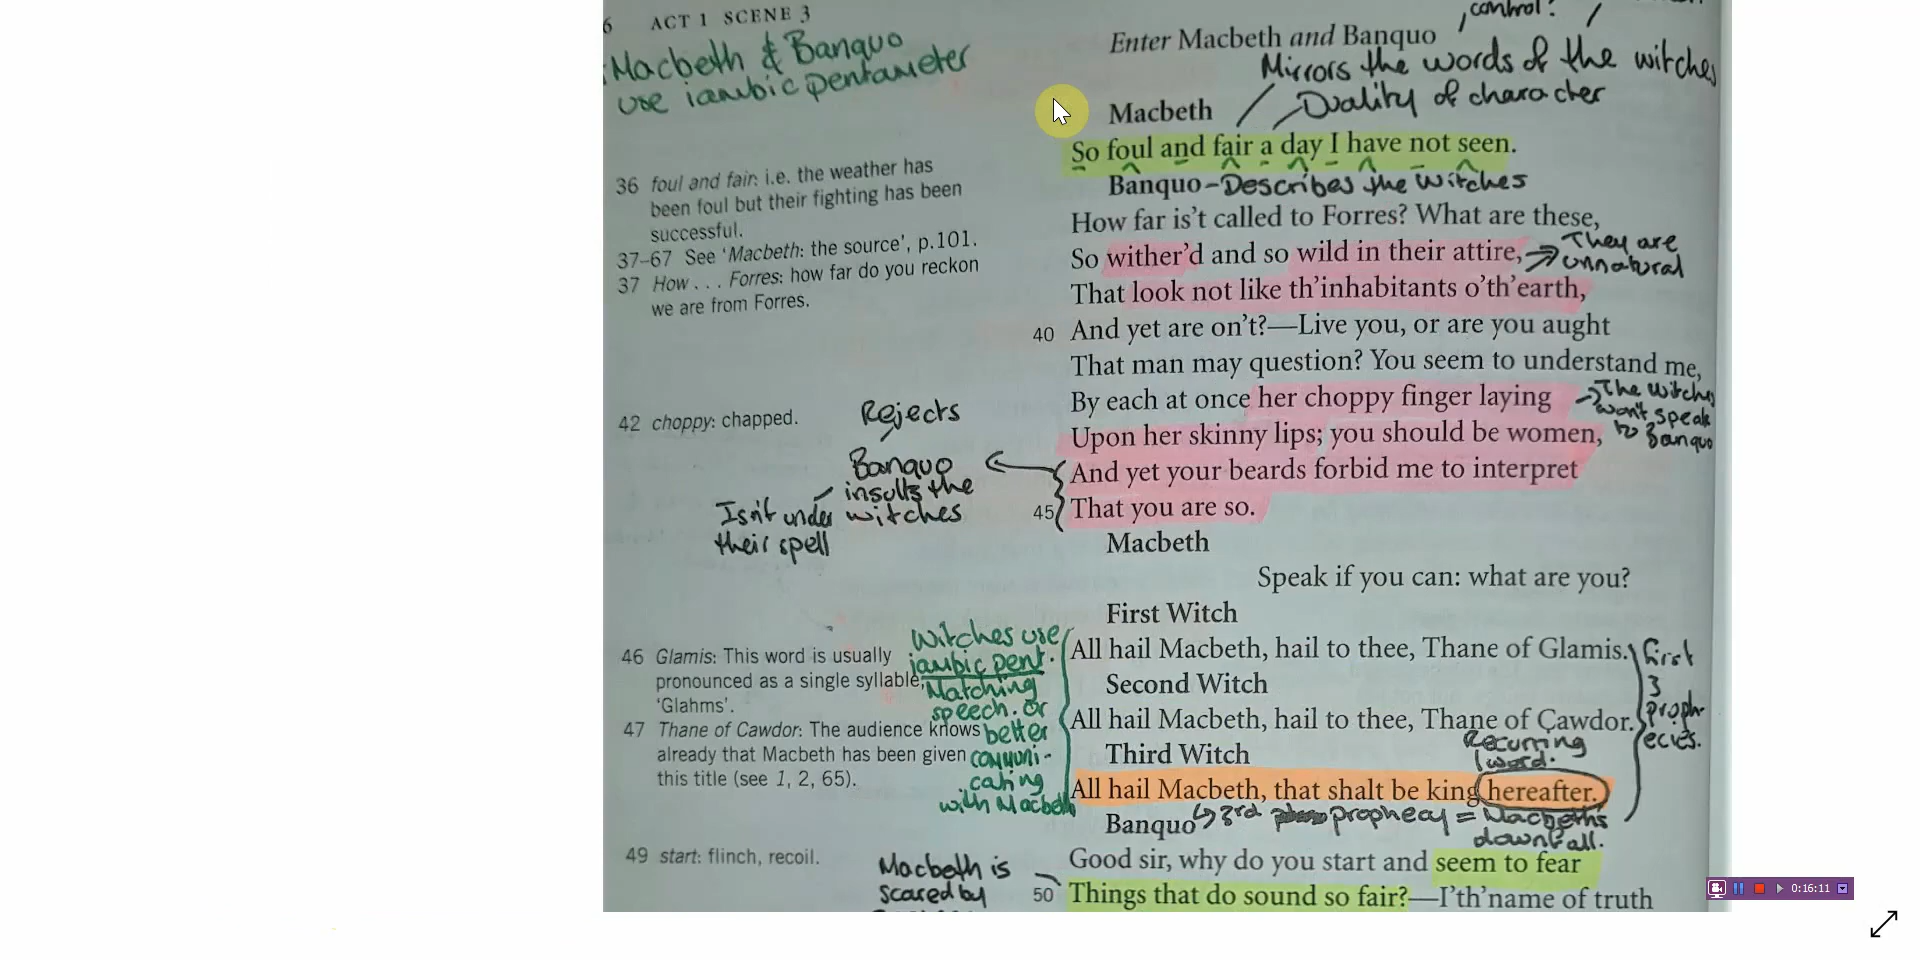 6 ACT 1 SCENE 3
Macbeth & Banquo
use iambic pentameter
36 foul and fair: i.e. the weather has
been foul but their fighting has been
successful.
37–67 See 'Macbeth: the source', p.101.
37 How . . . Forres: how far do you reckon
we are from Forres.
42 choppy: chapped.
Rejects
Banquo
insults the
witches
Isn't under
their spell
46 Glamis: This word is usually
pronounced as a single syllable,
'Glahms'.
47 Thane of Cawdor: The audience knows
already that Macbeth has been given
this title (see 1, 2, 65).
Witches use
iambic pent.
Matching
speech. or
better
communi-
cating
with Macbeth
49 start: flinch, recoil.
Macbeth is
scared by
control?
Enter Macbeth and Banquo
Mirrors the words of the witches
Duality of character
Macbeth
So foul and fair a day I have not seen.
Banquo – Describes the witches
How far is't called to Forres? What are these,
So wither'd and so wild in their attire,
They are
unnatural
That look not like th'inhabitants o'th'earth,
40 And yet are on't?—Live you, or are you aught
That man may question? You seem to understand me,
By each at once her choppy finger laying
The witches
won't speak
to Banquo
Upon her skinny lips; you should be women,
And yet your beards forbid me to interpret
45 That you are so.
Macbeth
Speak if you can: what are you?
First Witch
All hail Macbeth, hail to thee, Thane of Glamis.
Second Witch
All hail Macbeth, hail to thee, Thane of Cawdor.
first
3
proph
ecies.
Third Witch
Recurring
word.
All hail Macbeth, that shalt be king hereafter.
Banquo
3rd prophecy = Macbeths
downfall.
Good sir, why do you start and seem to fear
50 Things that do sound so fair?—I'th'name of truth
0:16:11